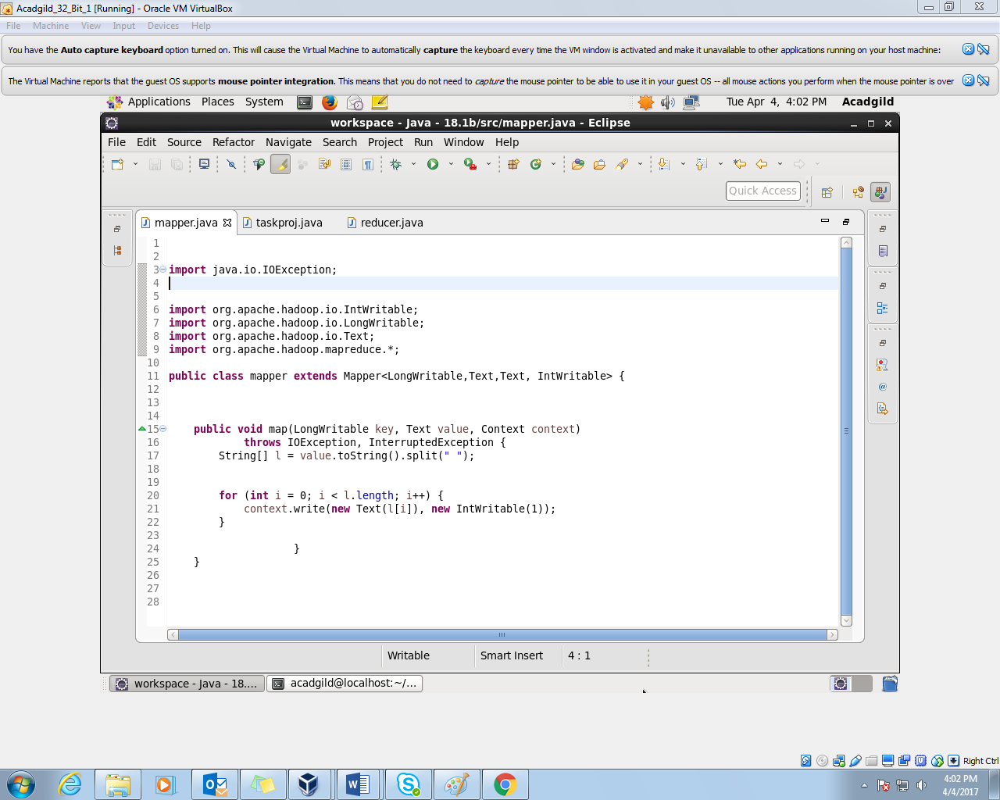 Acadgild_32_Bit_1 [Running] - Oracle VM VirtualBox
File Machine View Input Devices Help
You have the Auto capture keyboard option turned on. This will cause the Virtual Machine to automatically capture the keyboard every time the VM window is activated and make it unavailable to other applications running on your host machine:
The Virtual Machine reports that the guest OS supports mouse pointer integration. This means that you do not need to capture the mouse pointer to be able to use it in your guest OS -- all mouse actions you perform when the mouse pointer is over
Applications Places System Tue Apr 4, 4:02 PM Acadgild
workspace - Java - 18.1b/src/mapper.java - Eclipse
File Edit Source Refactor Navigate Search Project Run Window Help
Quick Access
mapper.java taskproj.java reducer.java
1
2
3 import java.io.IOException;
4
5
6 import org.apache.hadoop.io.IntWritable;
7 import org.apache.hadoop.io.LongWritable;
8 import org.apache.hadoop.io.Text;
9 import org.apache.hadoop.mapreduce.*;
10
11 public class mapper extends Mapper<LongWritable,Text,Text, IntWritable> {
12
13
14
15 public void map(LongWritable key, Text value, Context context)
16 throws IOException, InterruptedException {
17 String[] l = value.toString().split(" ");
18
19
20 for (int i = 0; i < l.length; i++) {
21 context.write(new Text(l[i]), new IntWritable(1));
22 }
23
24 }
25 }
26
27
28
Writable Smart Insert 4 : 1
workspace - Java - 18.... acadgild@localhost:~/...
Right Ctrl
4:02 PM
4/4/2017